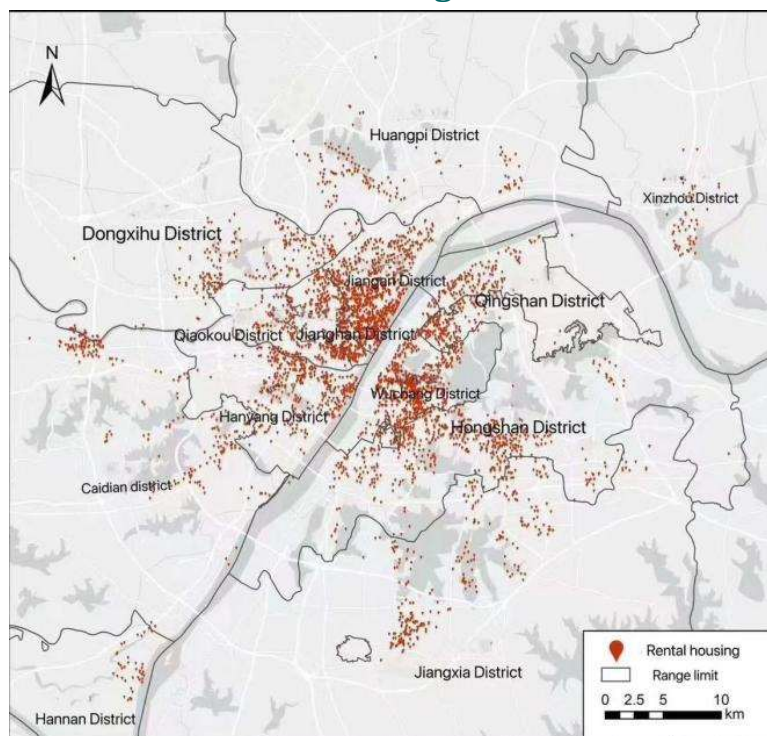 N
Huangpi District
Xinzhou District
Dongxihu District
Jiangan District
Qingshan District
Qiaokou District
Jianghan District
Wuchang District
Hanyang District
Hongshan District
Caidian district
Jiangxia District
Hannan District
Rental housing
Range limit
0 2.5 5 10
km